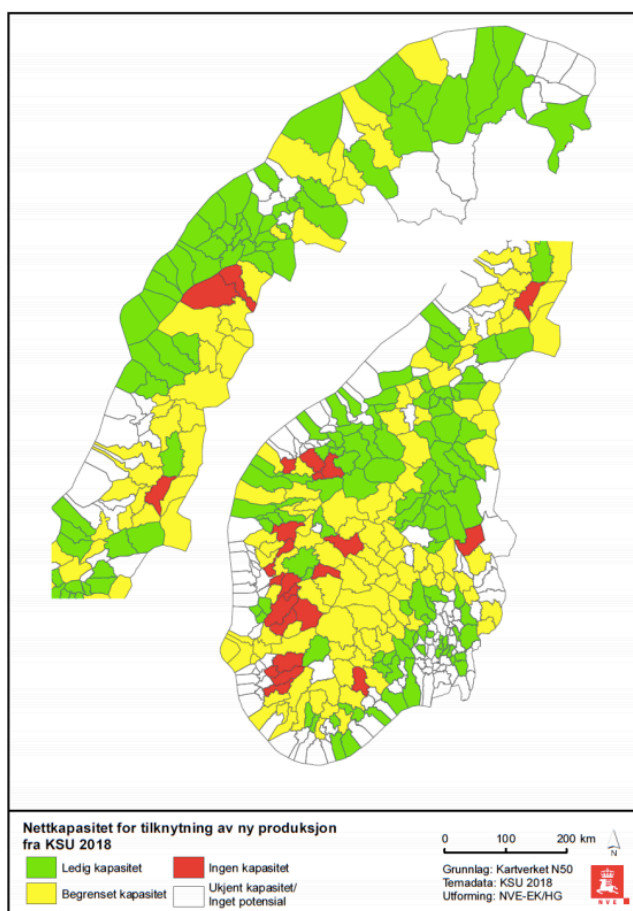 Nettkapasitet for tilknytning av ny produksjon
fra KSU 2018
Ledig kapasitet
Ingen kapasitet
Begrenset kapasitet
Ukjent kapasitet/
Inget potensial
0 100 200 km
N
Grunnlag: Kartverket N50
Temadata: KSU 2018
Utforming: NVE-EK/HG
NVE